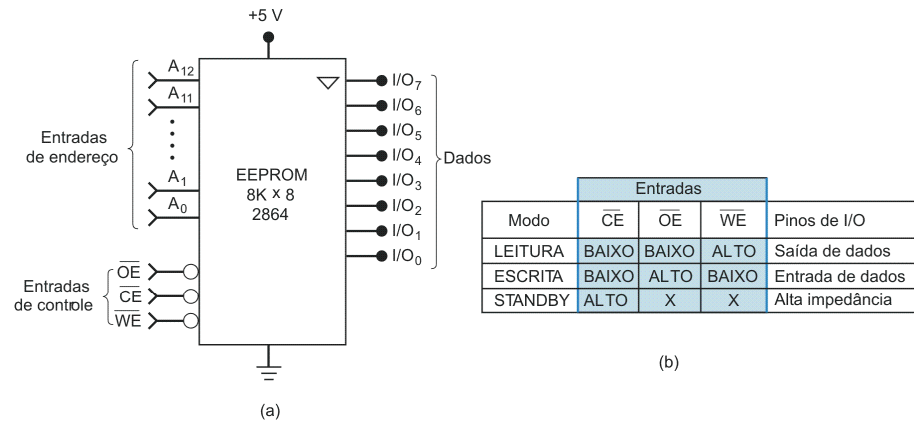 +5 V
A12
A11
A1
A0
Entradas
de endereço
EEPROM
8K x 8
2864
I/O7
I/O6
I/O5
I/O4
I/O3
I/O2
I/O1
I/O0
Dados
Entradas
de controle
OE
CE
WE
(a)
Entradas
Modo CE OE WE Pinos de I/O
LEITURA BAIXO BAIXO ALTO Saída de dados
ESCRITA BAIXO ALTO BAIXO Entrada de dados
STANDBY ALTO X X Alta impedância
(b)